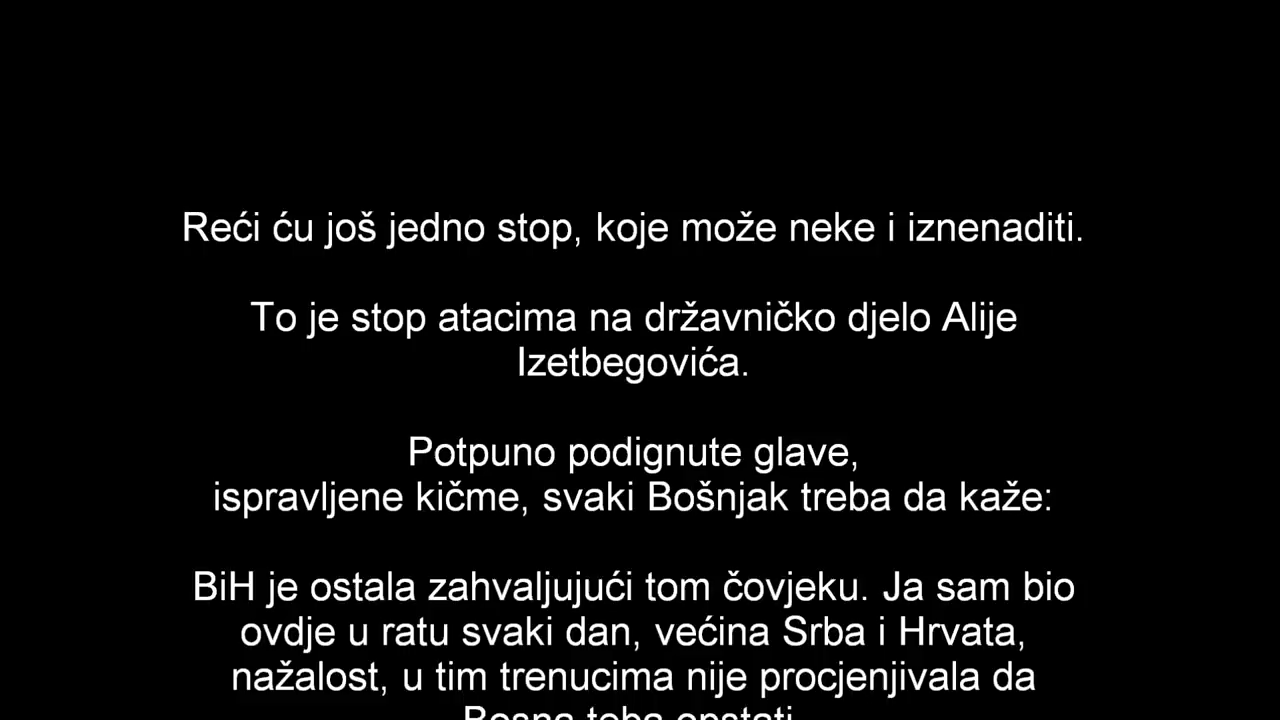 Reći ću još jedno stop, koje može neke i iznenaditi.
To je stop atacima na državničko djelo Alije
Izetbegovića.
Potpuno podignute glave,
ispravljene kičme, svaki Bošnjak treba da kaže:
BiH je ostala zahvaljujući tom čovjeku. Ja sam bio
ovdje u ratu svaki dan, većina Srba i Hrvata,
nažalost, u tim trenucima nije procjenjivala da
Bosna